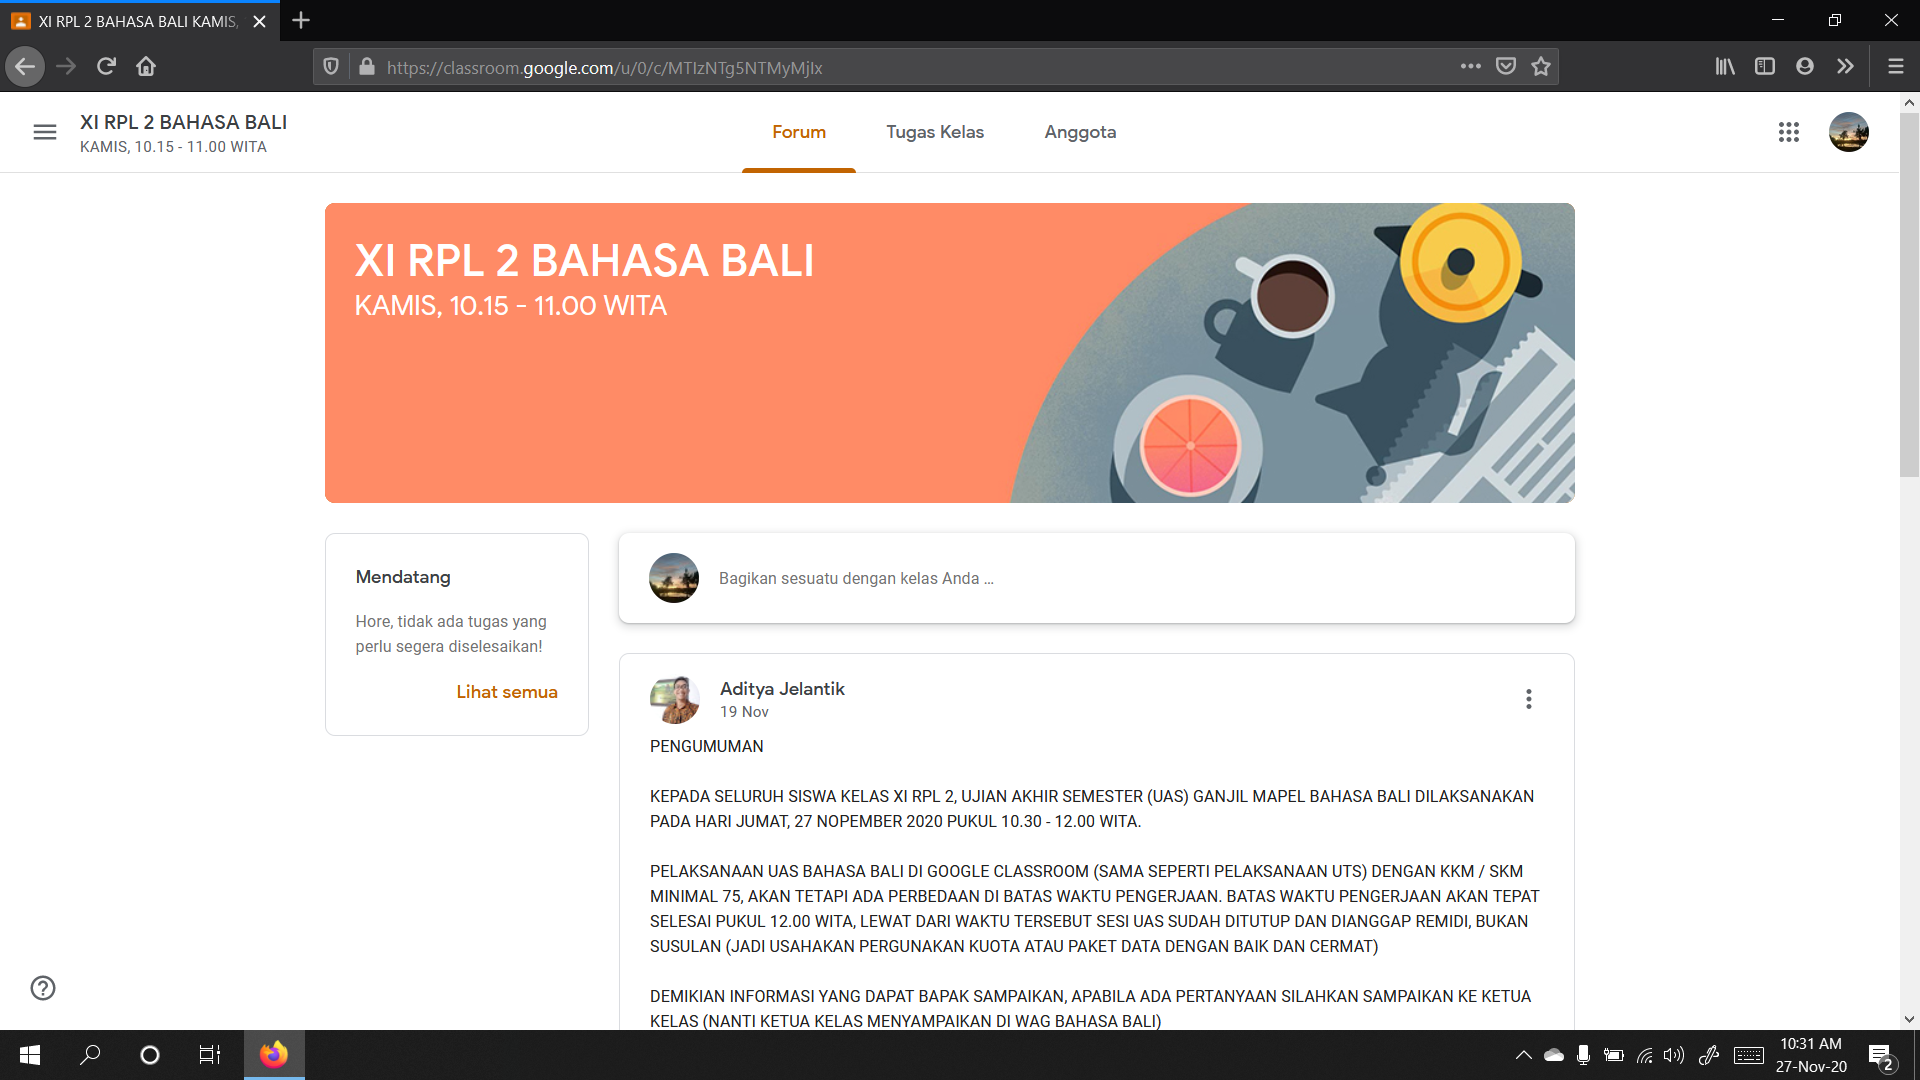 XI RPL 2 BAHASA BALI KAMIS,
https://classroom.google.com/u/0/c/MTIzNTg5NTMyMjIx
XI RPL 2 BAHASA BALI
KAMIS, 10.15 - 11.00 WITA
Forum
Tugas Kelas
Anggota
XI RPL 2 BAHASA BALI
KAMIS, 10.15 - 11.00 WITA
Mendatang
Hore, tidak ada tugas yang
perlu segera diselesaikan!
Lihat semua
Bagikan sesuatu dengan kelas Anda ...
Aditya Jelantik
19 Nov
PENGUMUMAN
KEPADA SELURUH SISWA KELAS XI RPL 2, UJIAN AKHIR SEMESTER (UAS) GANJIL MAPEL BAHASA BALI DILAKSANAKAN
PADA HARI JUMAT, 27 NOPEMBER 2020 PUKUL 10.30 - 12.00 WITA.
PELAKSANAAN UAS BAHASA BALI DI GOOGLE CLASSROOM (SAMA SEPERTI PELAKSANAAN UTS) DENGAN KKM / SKM
MINIMAL 75, AKAN TETAPI ADA PERBEDAAN DI BATAS WAKTU PENGERJAAN. BATAS WAKTU PENGERJAAN AKAN TEPAT
SELESAI PUKUL 12.00 WITA, LEWAT DARI WAKTU TERSEBUT SESI UAS SUDAH DITUTUP DAN DIANGGAP REMIDI, BUKAN
SUSULAN (JADI USAHAKAN PERGUNAKAN KUOTA ATAU PAKET DATA DENGAN BAIK DAN CERMAT)
DEMIKIAN INFORMASI YANG DAPAT BAPAK SAMPAIKAN, APABILA ADA PERTANYAAN SILAHKAN SAMPAIKAN KE KETUA
KELAS (NANTI KETUA KELAS MENYAMPAIKAN DI WAG BAHASA BALI)
10:31 AM
27-Nov-20
2